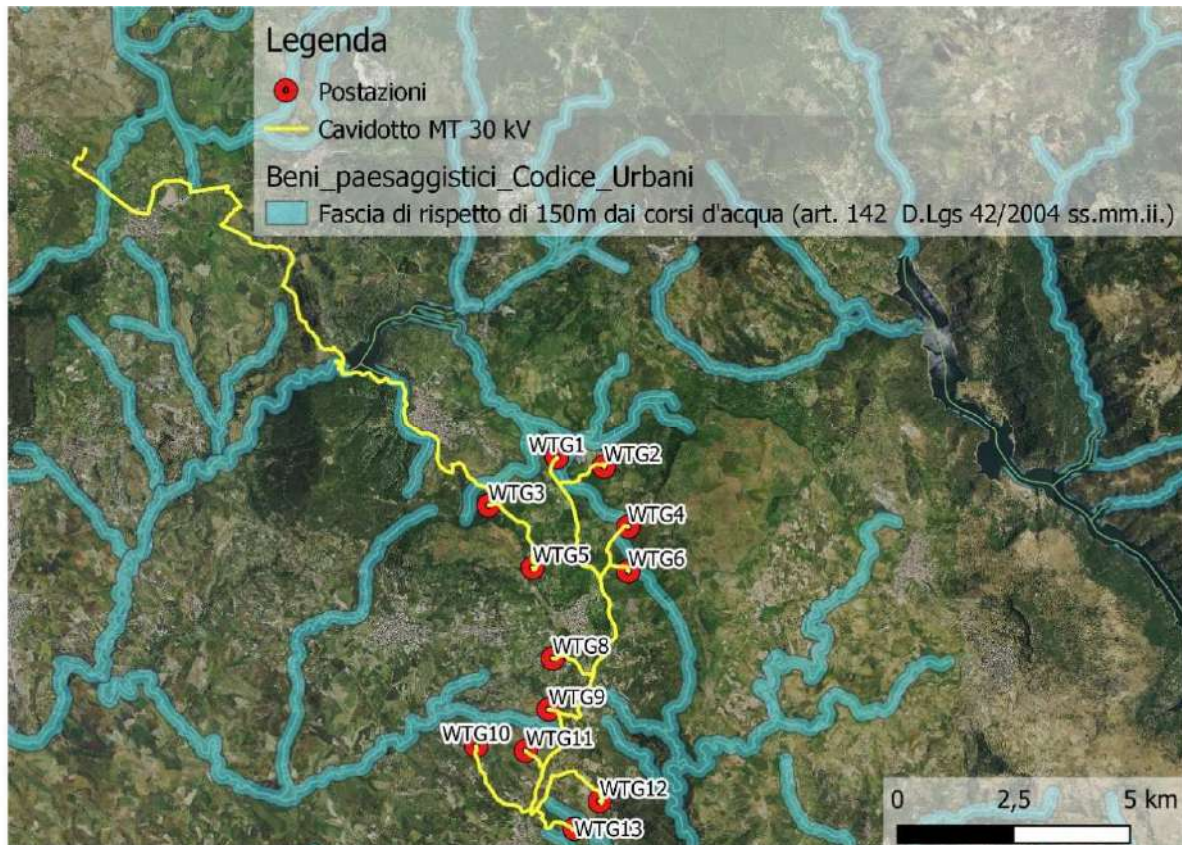 Legenda
Postazioni
Cavidotto MT 30 kV
Beni_paesaggistici_Codice_Urbani
Fascia di rispetto di 150m dai corsi d'acqua (art. 142 D.Lgs 42/2004 ss.mm.ii.)
WTG1
WTG2
WTG3
WTG4
WTG5
WTG6
WTG8
WTG9
WTG10
WTG11
WTG12
WTG13
0 2,5 5 km